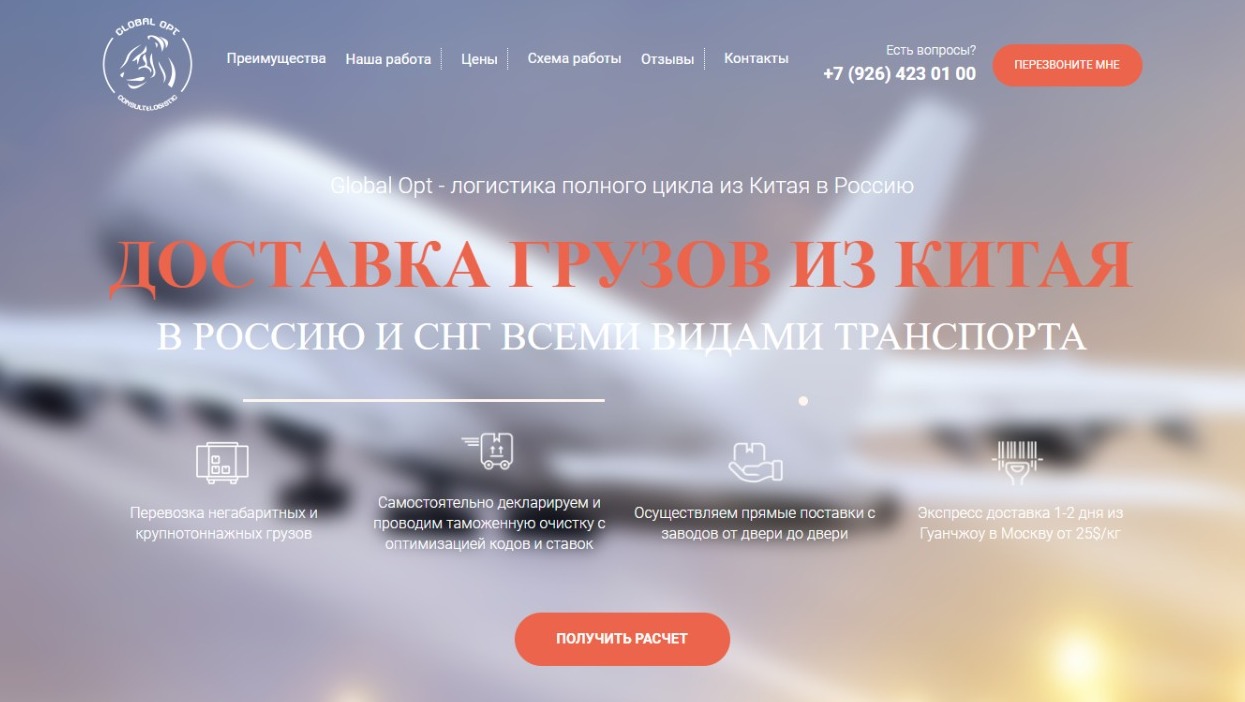 GLOBAL OPT
CONSULT&LOGISTIC
Преимущества
Наша работа
Цены
Схема работы
Отзывы
Контакты
Есть вопросы?
+7 (926) 423 01 00
ПЕРЕЗВОНИТЕ МНЕ
Global Opt - логистика полного цикла из Китая в Россию
ДОСТАВКА ГРУЗОВ ИЗ КИТАЯ
В РОССИЮ И СНГ ВСЕМИ ВИДАМИ ТРАНСПОРТА
Перевозка негабаритных и
крупнотоннажных грузов
Самостоятельно декларируем и
проводим таможенную очистку с
оптимизацией кодов и ставок
Осуществляем прямые поставки с
заводов от двери до двери
Экспресс доставка 1-2 дня из
Гуанчжоу в Москву от 25$/кг
ПОЛУЧИТЬ РАСЧЕТ